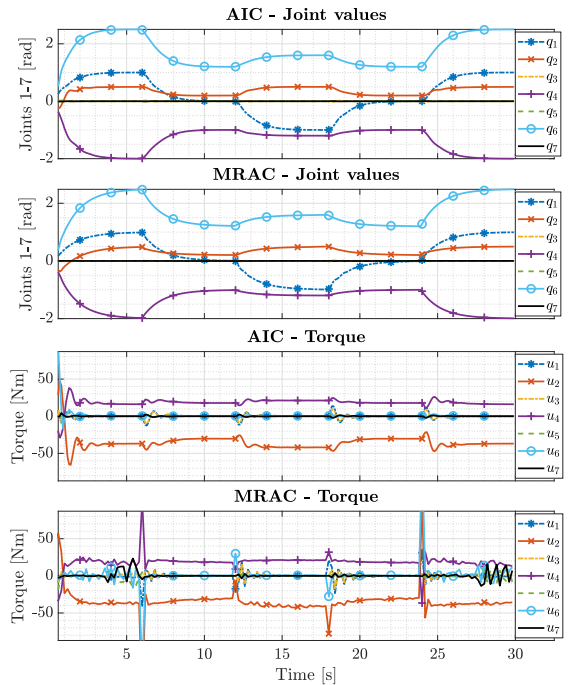 AIC - Joint values
Joints 1-7 [rad]
2
0
-2
q1
q2
q3
q4
q5
q6
q7
MRAC - Joint values
Joints 1-7 [rad]
2
0
-2
q1
q2
q3
q4
q5
q6
q7
AIC - Torque
Torque [Nm]
50
0
-50
u1
u2
u3
u4
u5
u6
u7
MRAC - Torque
Torque [Nm]
50
0
-50
u1
u2
u3
u4
u5
u6
u7
5
10
15
20
25
30
Time [s]